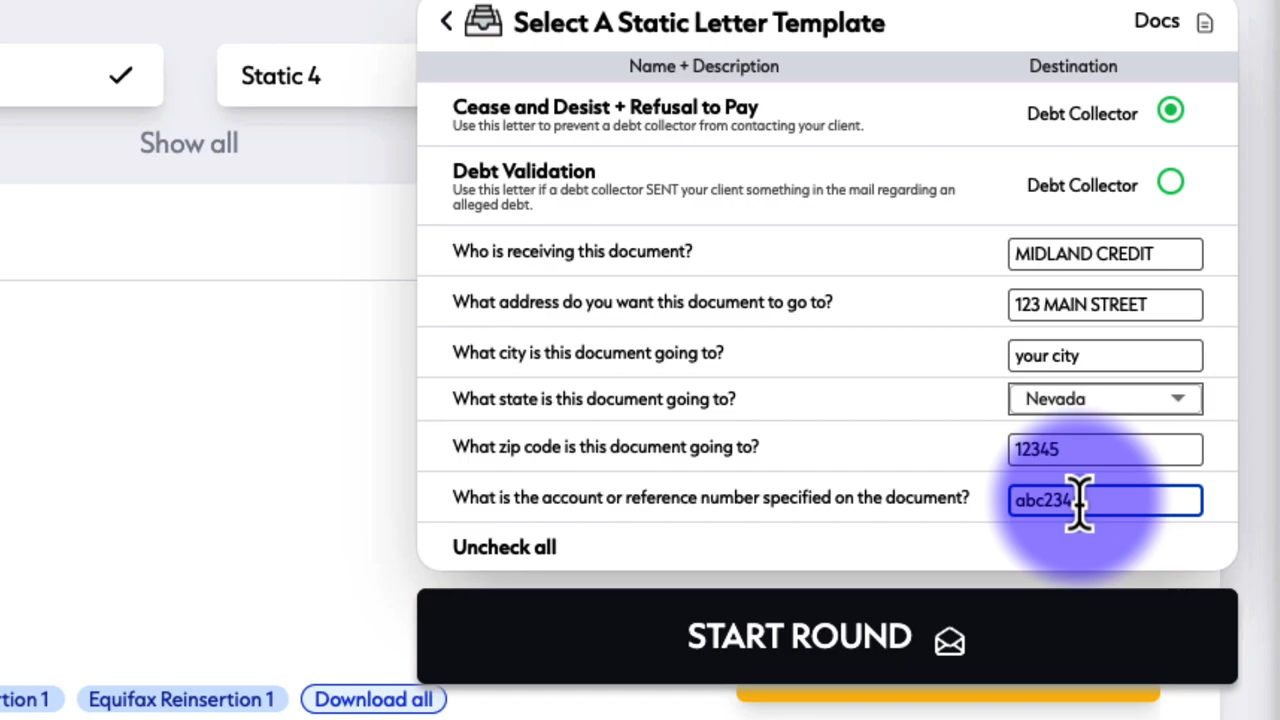 Select A Static Letter Template
Docs
Name + Description
Destination
Static 4
Show all
Cease and Desist + Refusal to Pay
Use this letter to prevent a debt collector from contacting your client.
Debt Collector
Debt Validation
Use this letter if a debt collector SENT your client something in the mail regarding an
alleged debt.
Debt Collector
Who is receiving this document?
MIDLAND CREDIT
What address do you want this document to go to?
123 MAIN STREET
What city is this document going to?
your city
What state is this document going to?
Nevada
What zip code is this document going to?
12345
What is the account or reference number specified on the document?
abc234
Uncheck all
START ROUND
rtion 1
Equifax Reinsertion 1
Download all